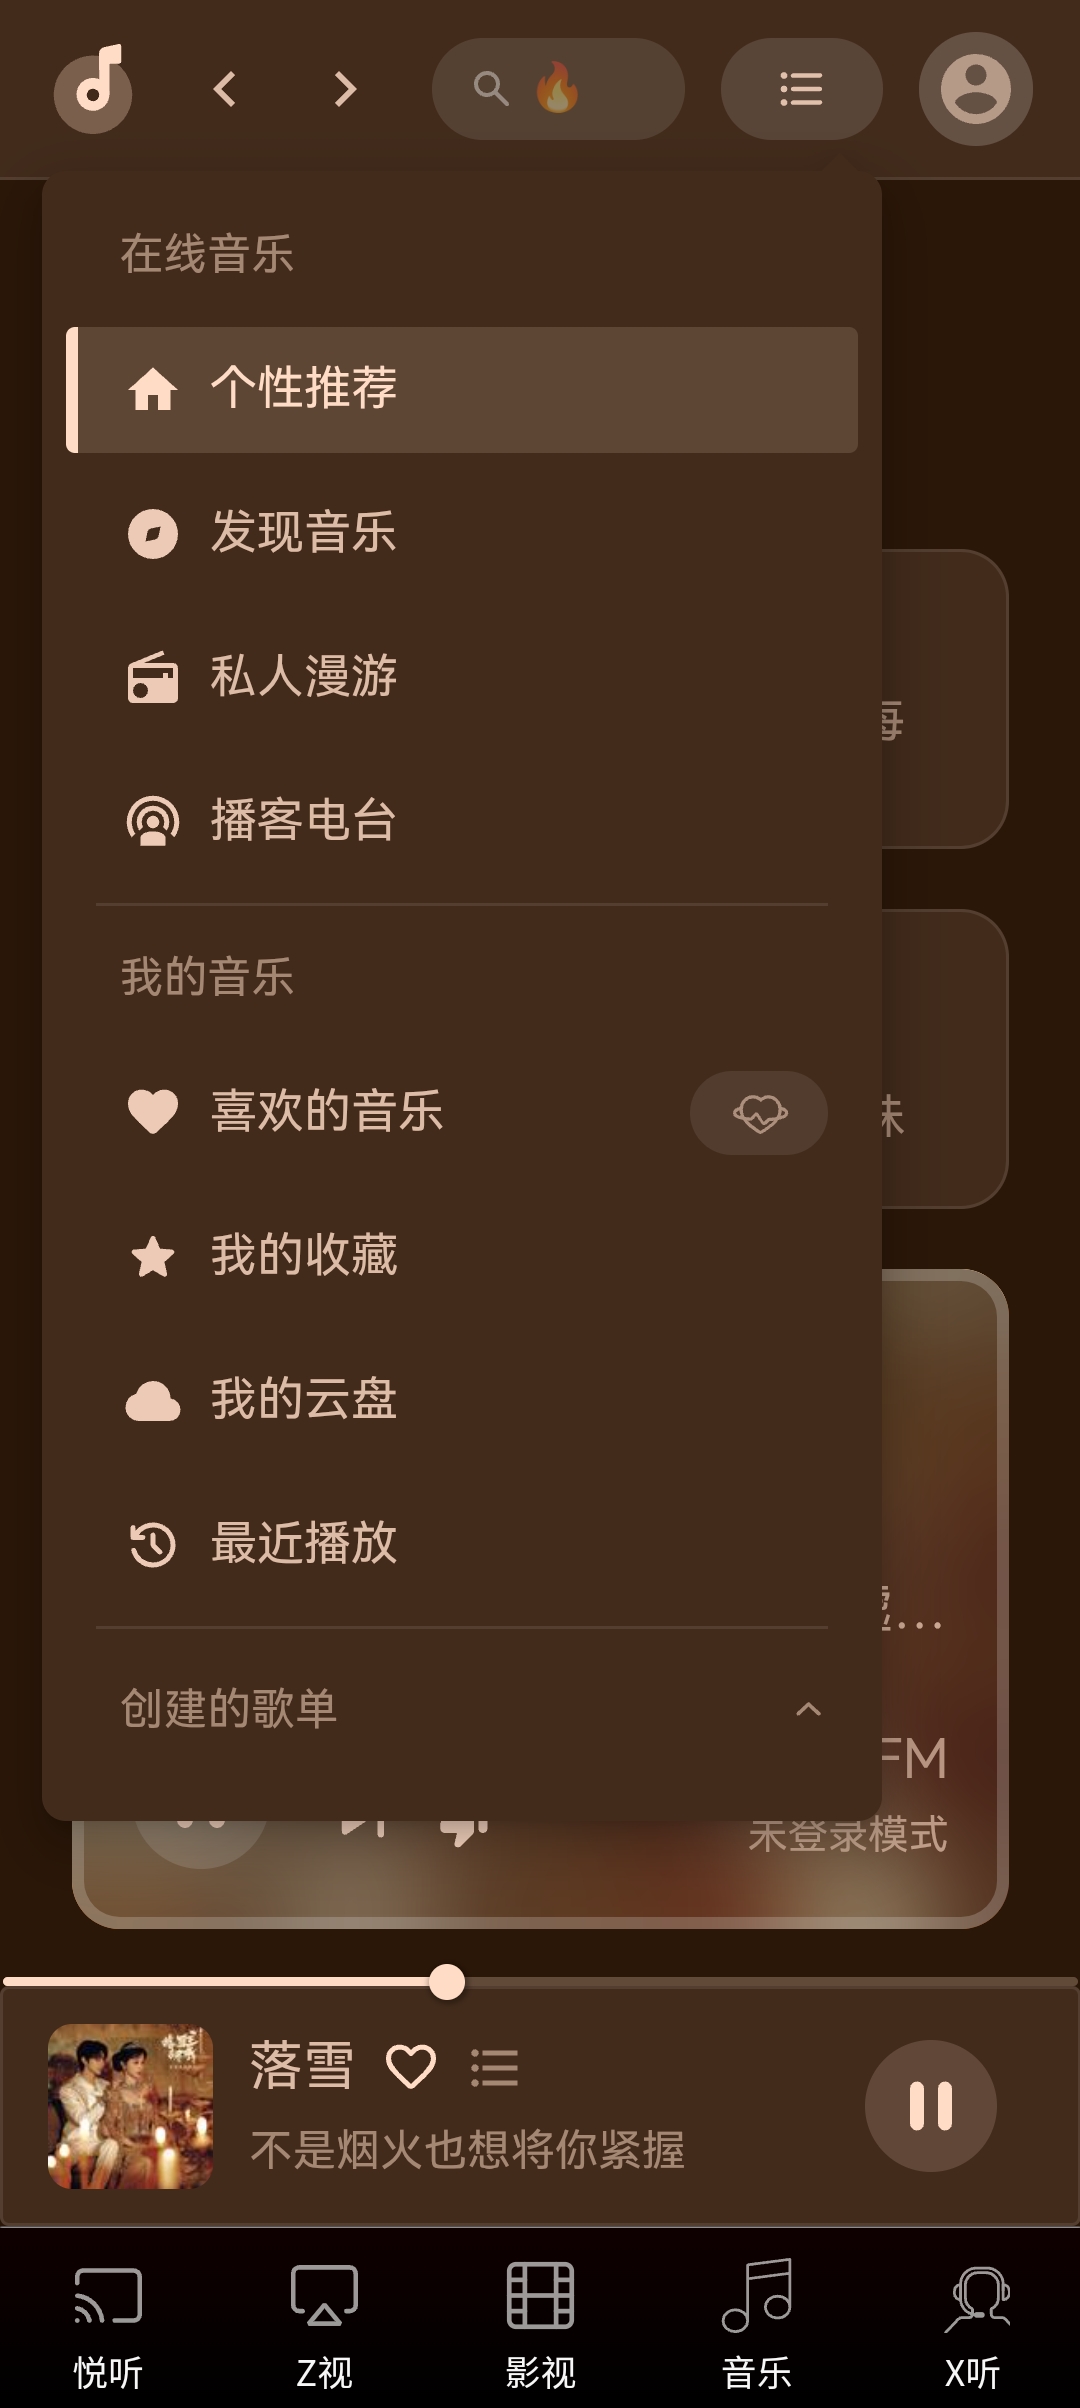 在线音乐
个性推荐
发现音乐
私人漫游
播客电台
我的音乐
喜欢的音乐
我的收藏
我的云盘
最近播放
...
创建的歌单
FM
未登录模式
落雪
不是烟火也想将你紧握
悦听 Z视 影视 音乐 X听